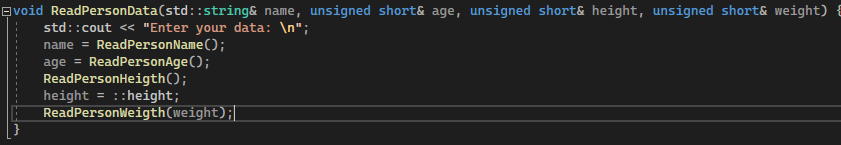 void ReadPersonData(std::string& name, unsigned short& age, unsigned short& height, unsigned short& weight) {
std::cout << "Enter your data: \n";
name = ReadPersonName();
age = ReadPersonAge();
ReadPersonHeigth();
height = ::height;
ReadPersonWeigth(weight);
}